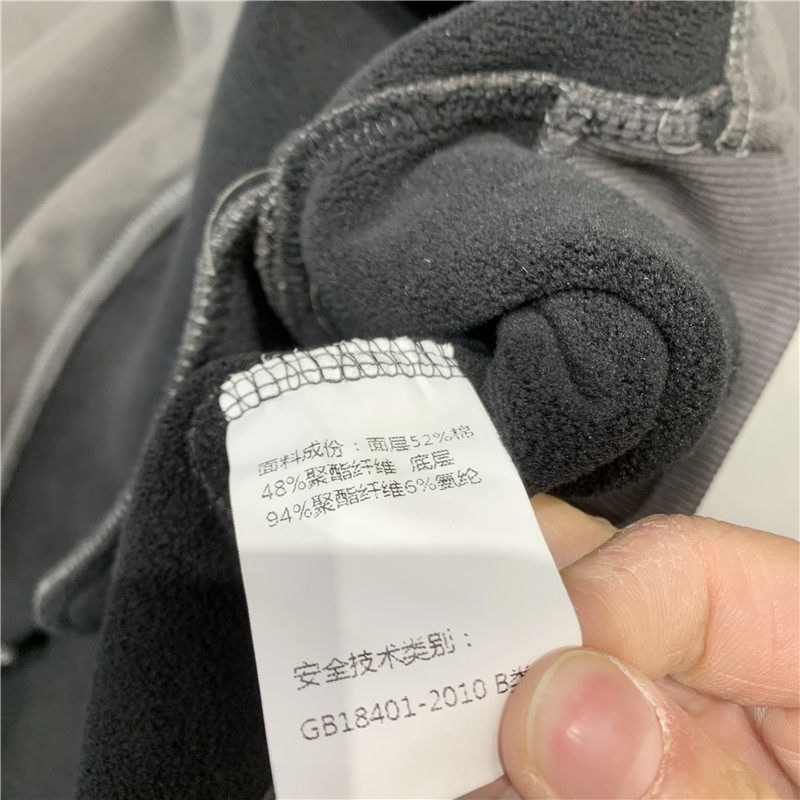 面料成份：面层52%棉
48%聚酯纤维 底层
94%聚酯纤维6%氨纶
安全技术类别：
GB18401-2010 B类